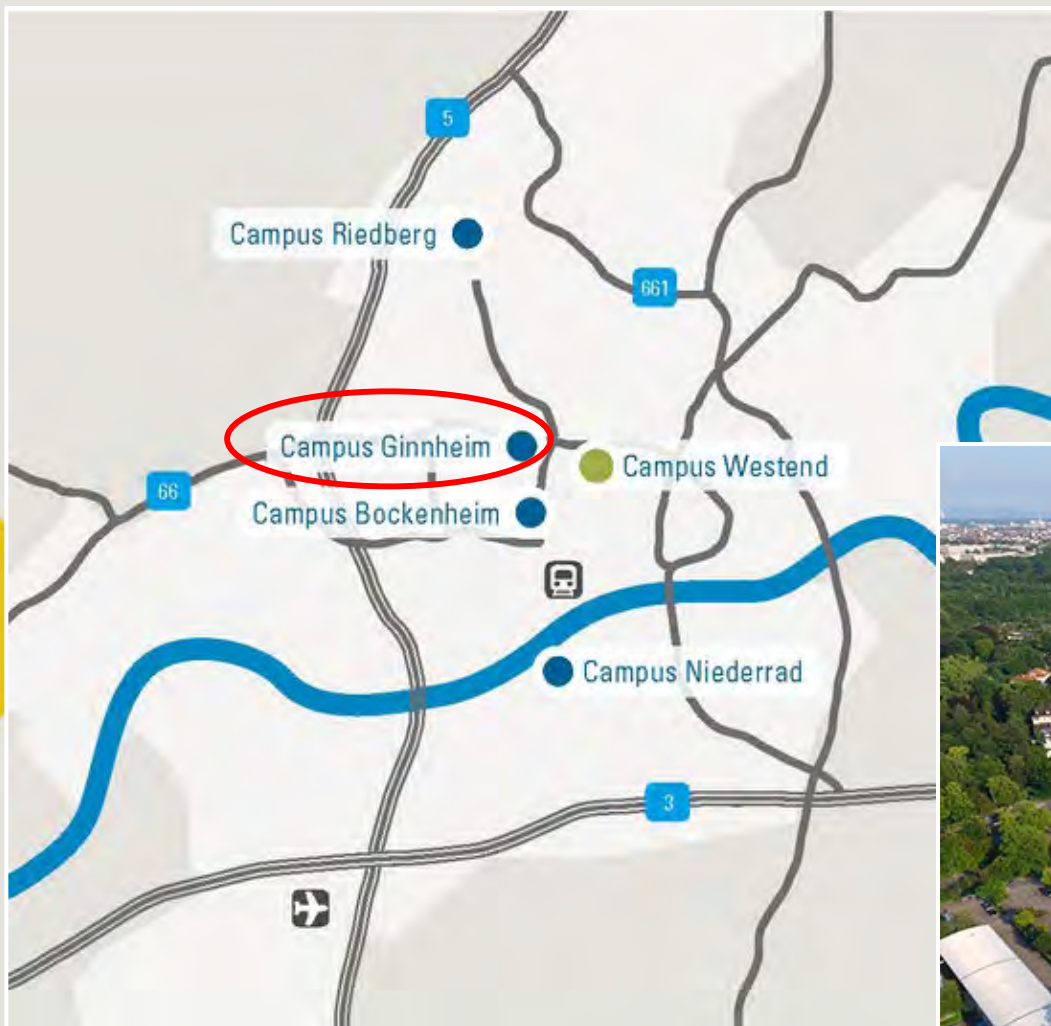 5
Campus Riedberg
661
Campus Ginnheim
Campus Westend
66
Campus Bockenheim
Campus Niederrad
3